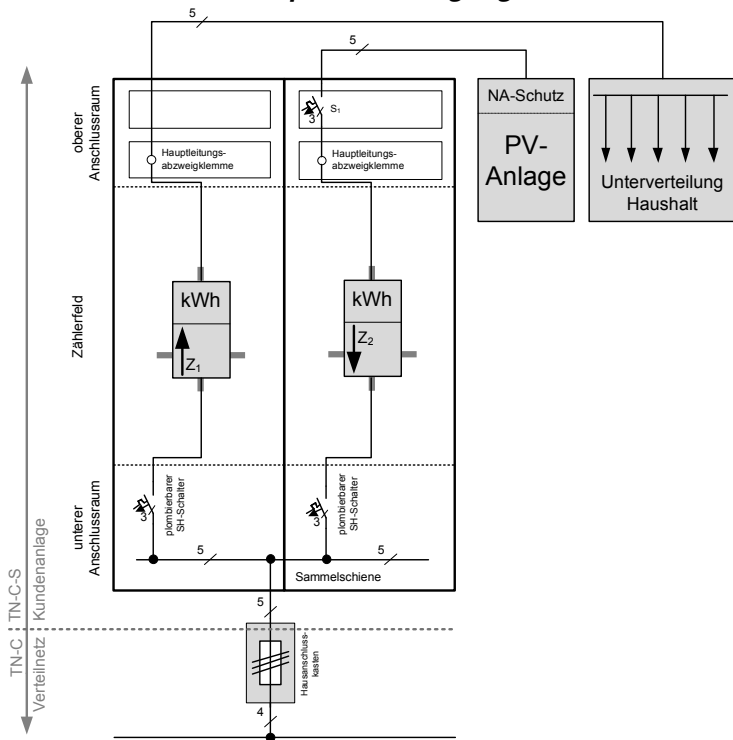 5
5
oberer
Anschlussraum
S1
3
Hauptleitungs-
abzweigklemme
Hauptleitungs-
abzweigklemme
NA-Schutz
PV-
Anlage
Unterverteilung
Haushalt
Zählerfeld
kWh
Z1
kWh
Z2
unterer
Anschlussraum
3
plombierbarer
SH-Schalter
3
plombierbarer
SH-Schalter
5
5
Sammelschiene
TN-C-S
Kundenanlage
5
TN-C
Verteilnetz
Hausanschluss-
kasten
4